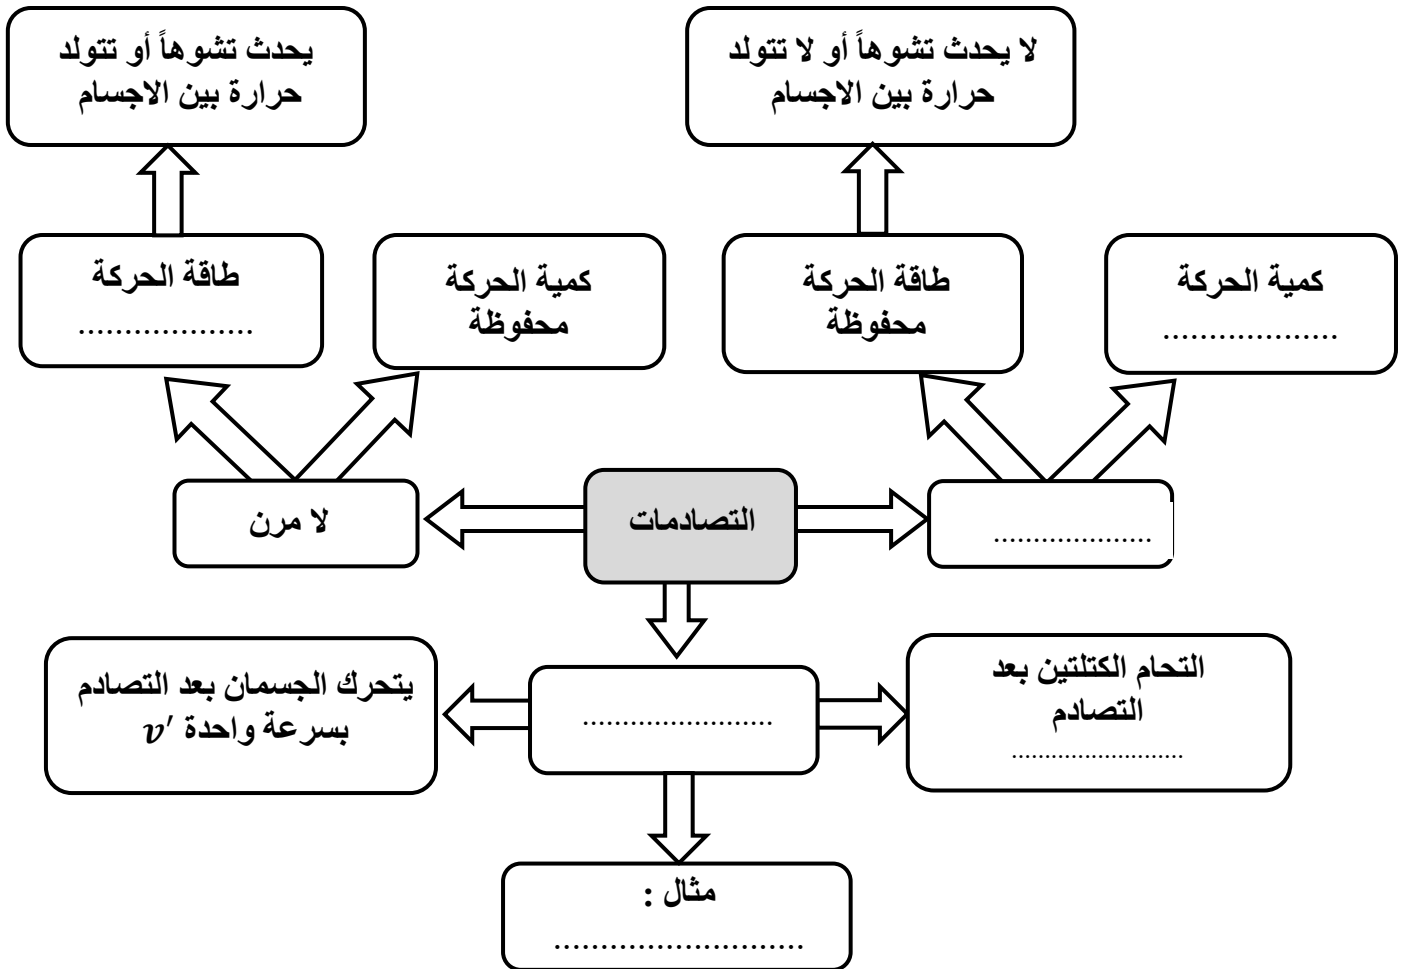 لا يحدث تشوهاً أو لا تتولد
حرارة بين الاجسام
يحدث تشوهاً أو تتولد
حرارة بين الاجسام
كمية الحركة
...................
طاقة الحركة
محفوظة
كمية الحركة
محفوظة
طاقة الحركة
...................
...................
التصادمات
لا مرن
التحام الكتلتين بعد
التصادم
..........................
........................
يتحرك الجسمان بعد التصادم
بسرعة واحدة v′
مثال :
...........................